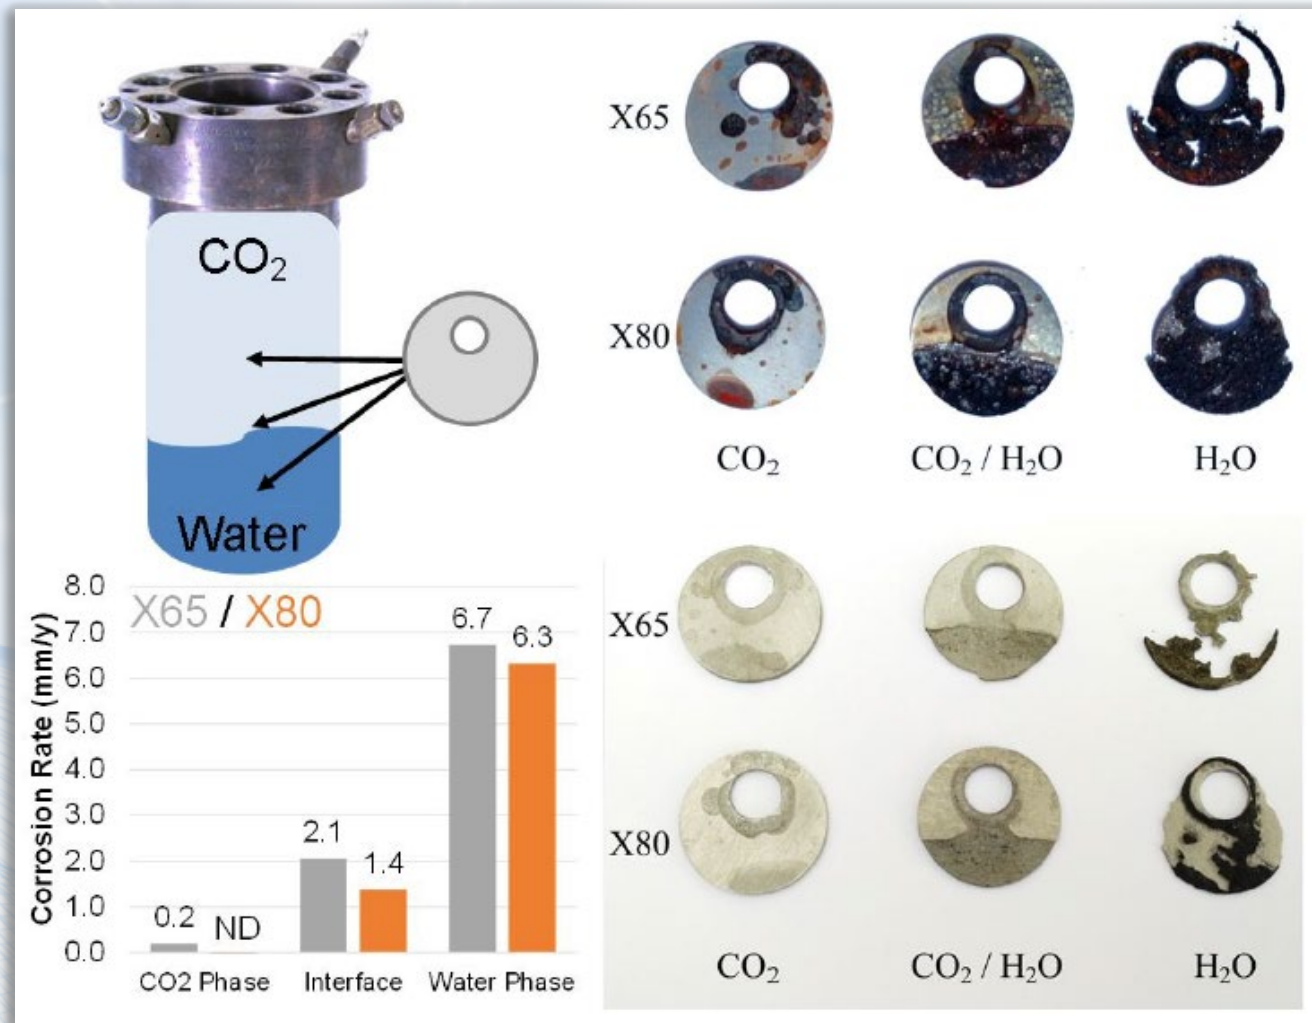 CO₂
Water
X65
X80
CO₂
CO₂ / H₂O
H₂O
X65 / X80
Corrosion Rate (mm/y)
8.0
7.0
6.0
5.0
4.0
3.0
2.0
1.0
0.0
0.2
ND
2.1
1.4
6.7
6.3
CO2 Phase
Interface
Water Phase
X65
X80
CO₂
CO₂ / H₂O
H₂O